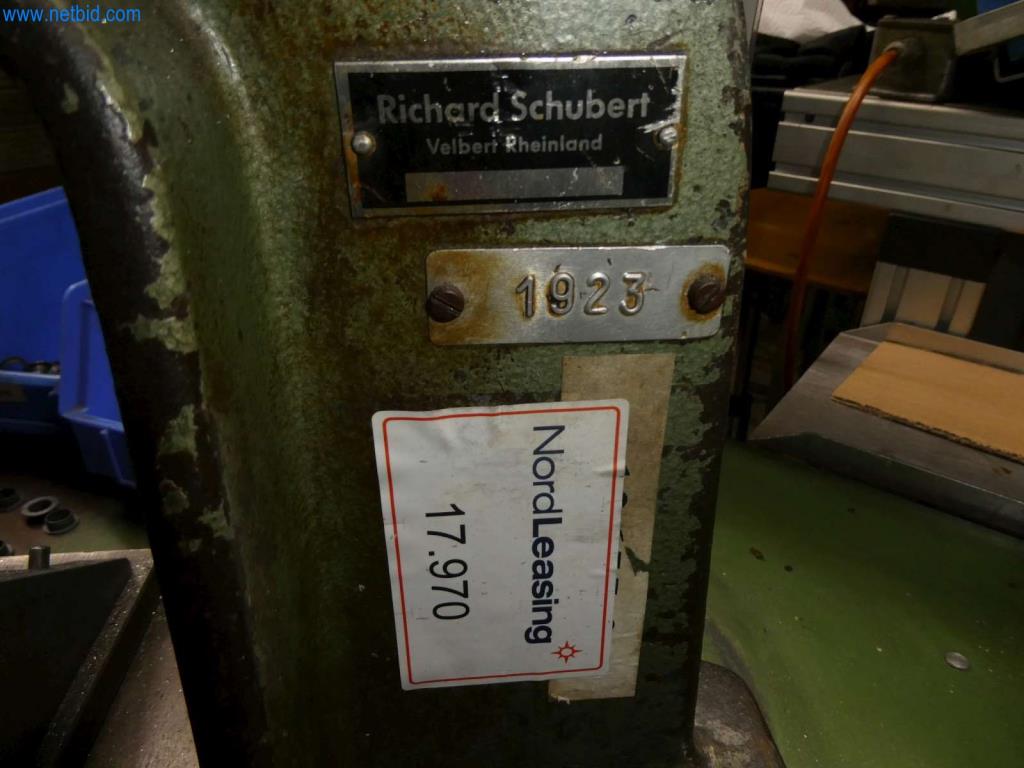 www.netbid.com
Richard Schubert
Velbert Rheinland
1923
NordLeasing
17.970